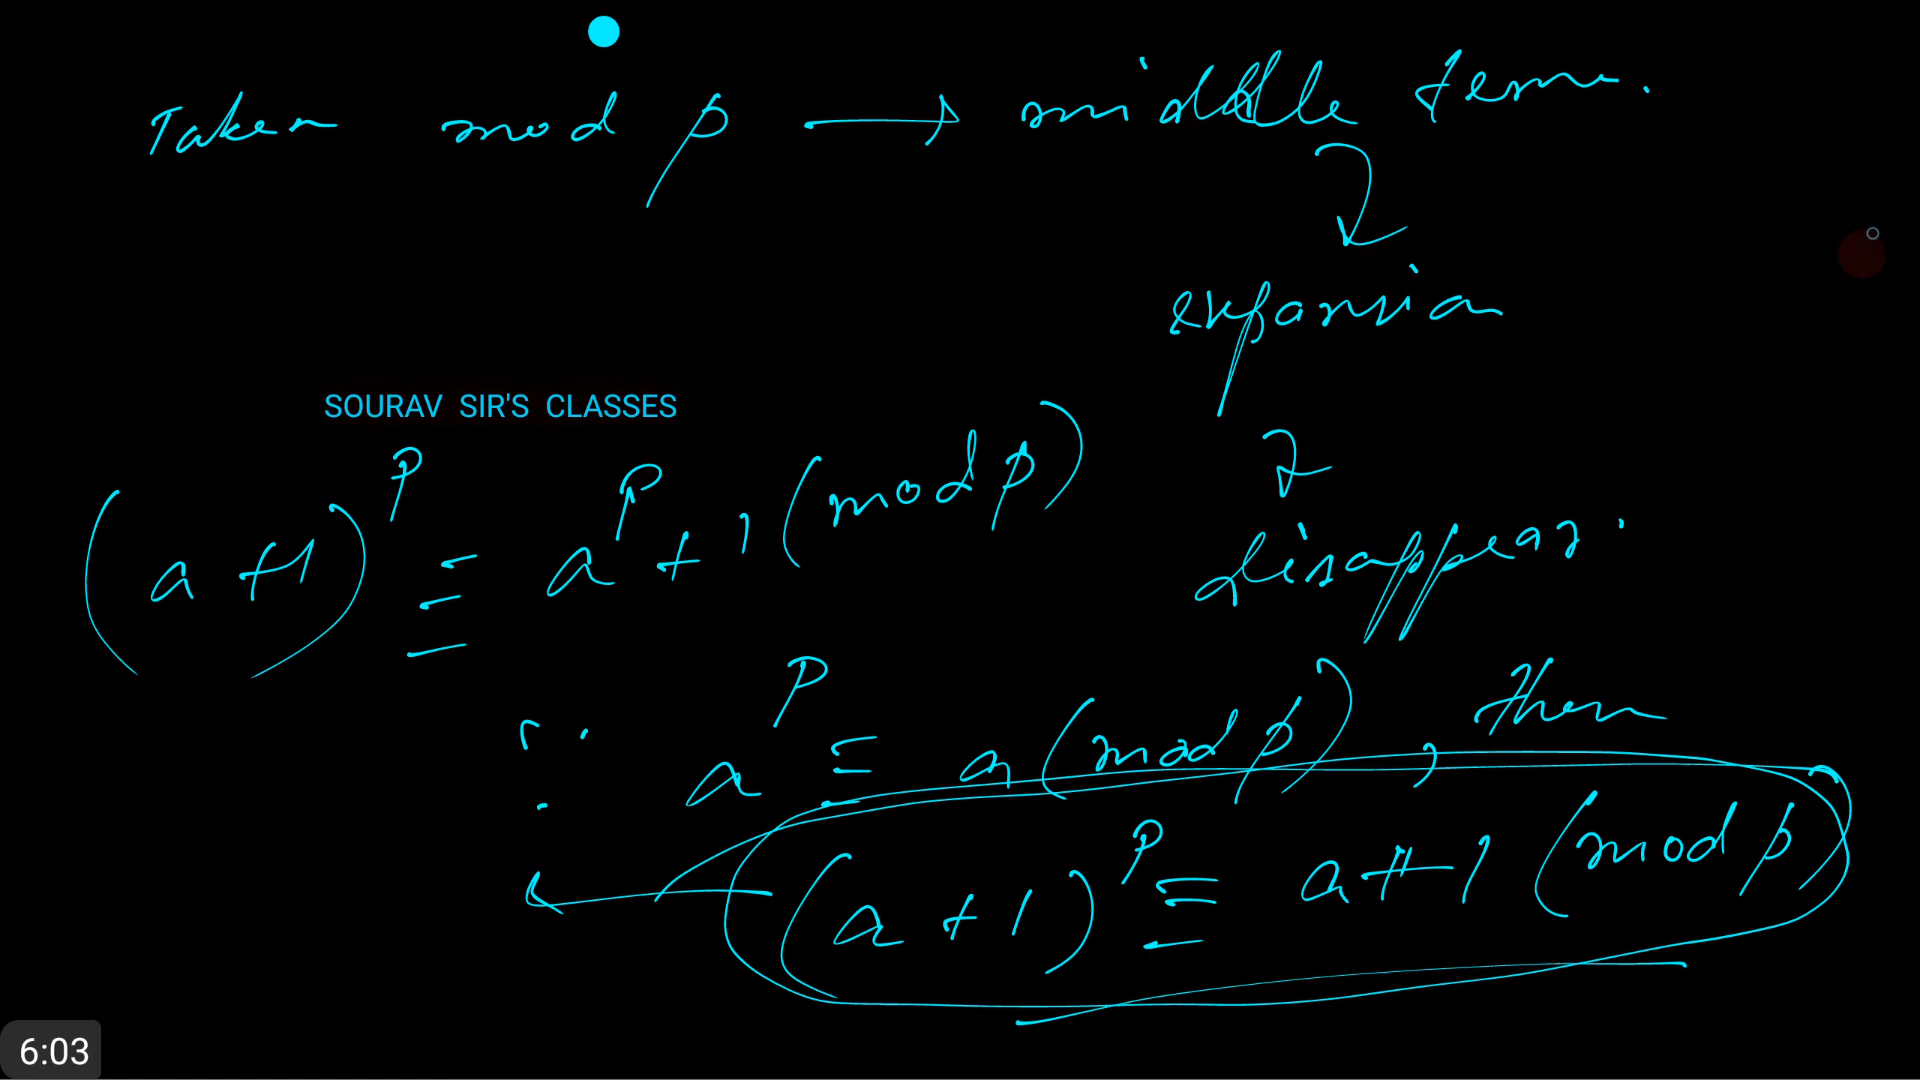 Taken mod p → middle term.
expansion
SOURAV SIR'S CLASSES
(a+1)^p ≡ a^p + 1 (mod p)
disappear.
∵ a^p ≡ a (mod p), then
(a+1)^p ≡ a+1 (mod p)
6:03